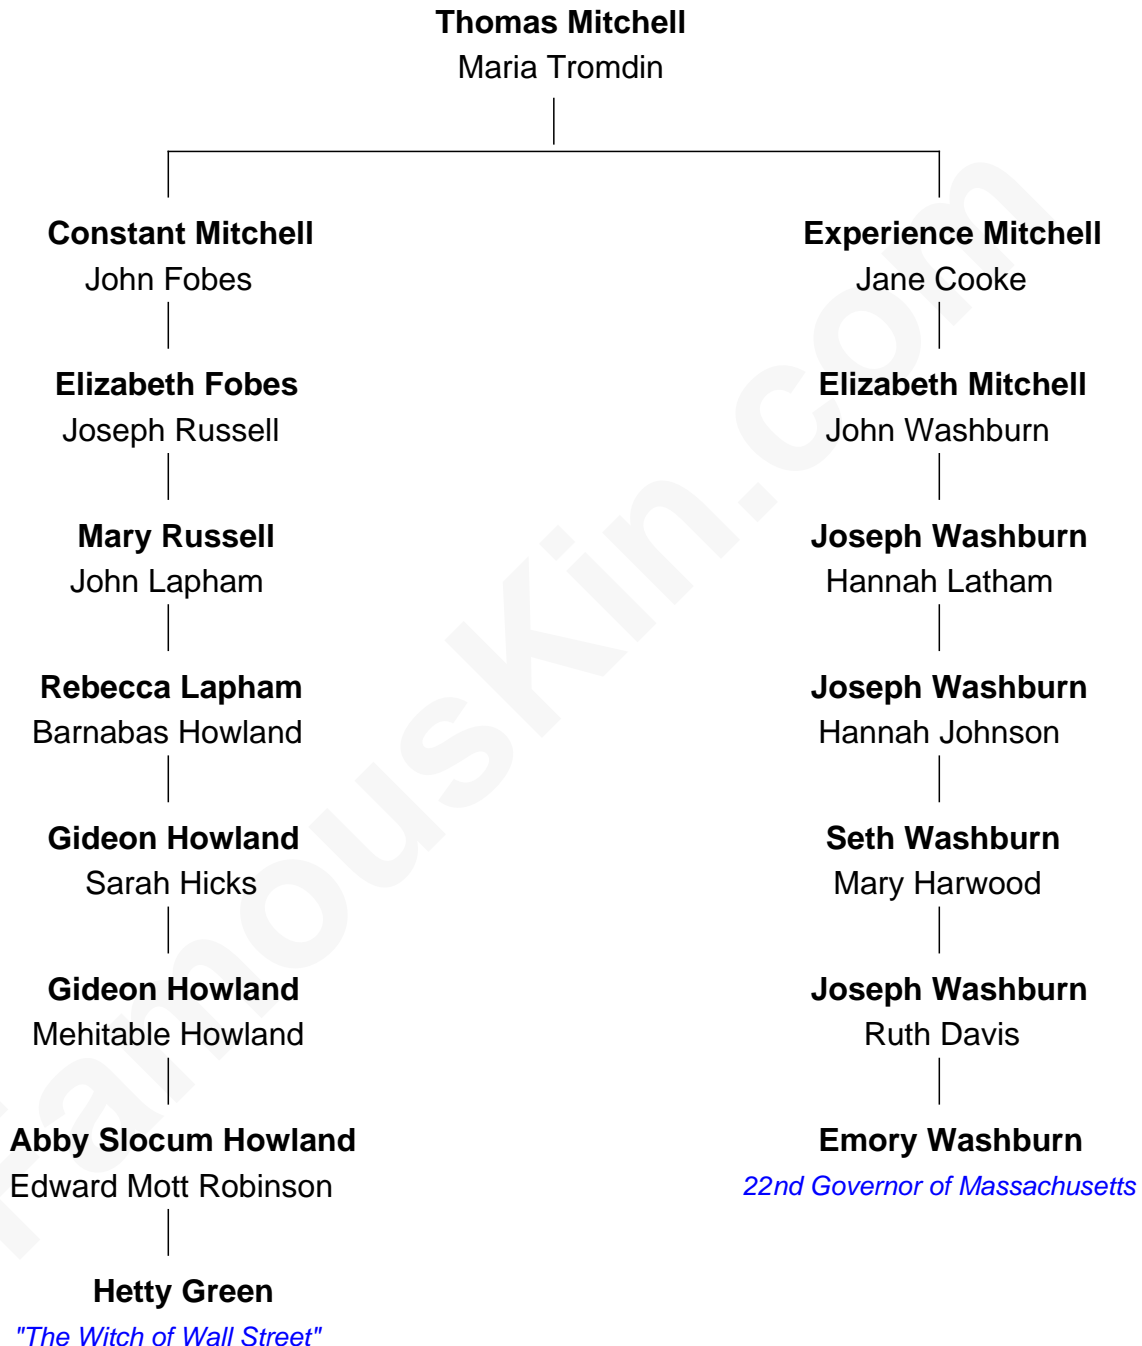 Thomas Mitchell
Maria Tromdin
Constant Mitchell
John Fobes
Experience Mitchell
Jane Cooke
Elizabeth Fobes
Joseph Russell
Elizabeth Mitchell
John Washburn
Mary Russell
John Lapham
Joseph Washburn
Hannah Latham
Rebecca Lapham
Barnabas Howland
Joseph Washburn
Hannah Johnson
Gideon Howland
Sarah Hicks
Seth Washburn
Mary Harwood
Gideon Howland
Mehitable Howland
Joseph Washburn
Ruth Davis
Abby Slocum Howland
Edward Mott Robinson
Emory Washburn
22nd Governor of Massachusetts
Hetty Green
"The Witch of Wall Street"
FamousKin.com